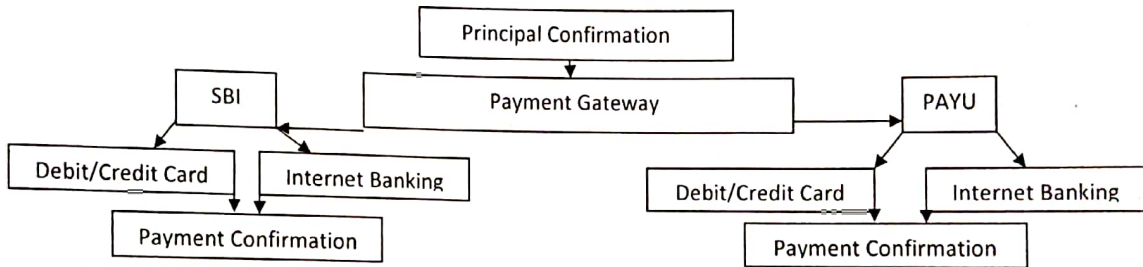 Principal Confirmation
SBI
Payment Gateway
PAYU
Debit/Credit Card
Internet Banking
Debit/Credit Card
Internet Banking
Payment Confirmation
Payment Confirmation